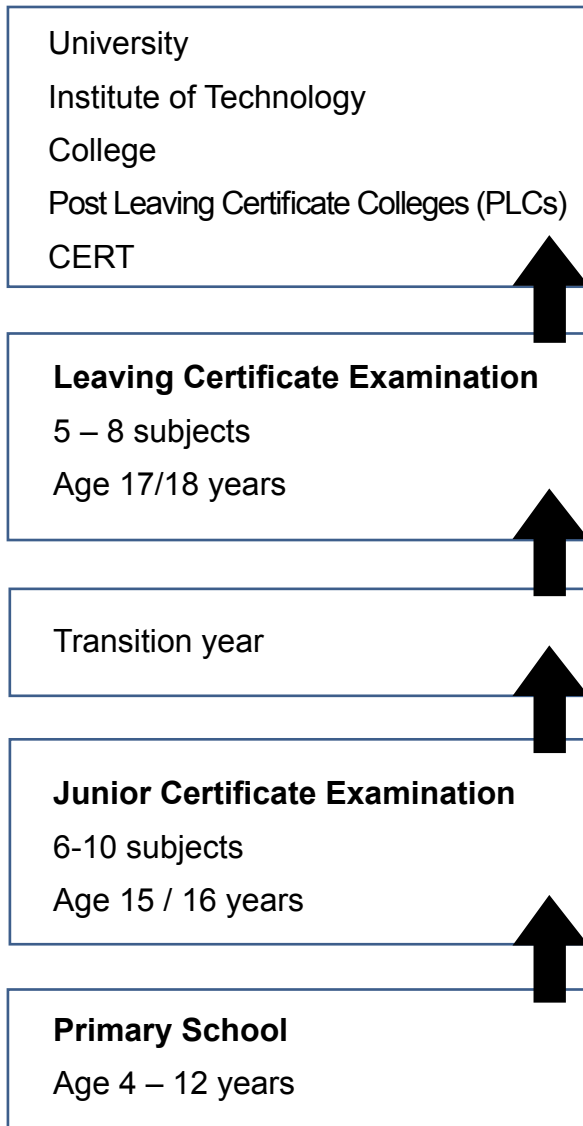 University
Institute of Technology
College
Post Leaving Certificate Colleges (PLCs)
CERT
Leaving Certificate Examination
5 – 8 subjects
Age 17/18 years
Transition year
Junior Certificate Examination
6-10 subjects
Age 15 / 16 years
Primary School
Age 4 – 12 years